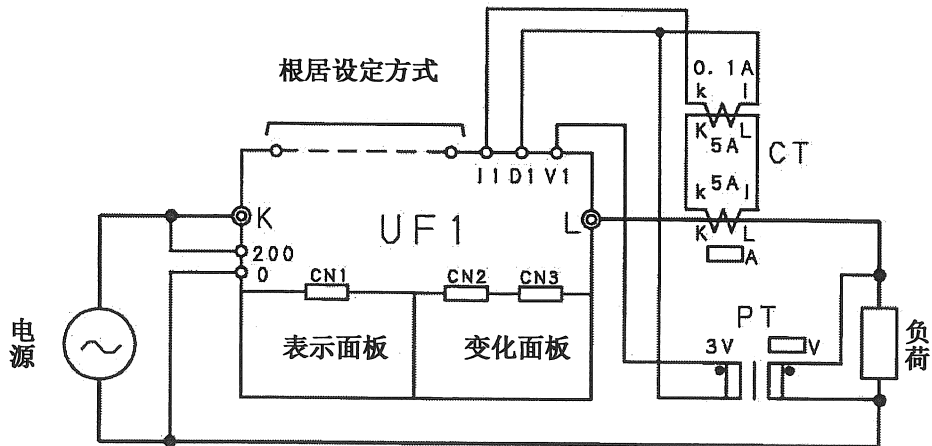 根居设定方式
0.1A
k l
K L
5A
CT
5A
k l
K L
A
I1 D1 V1
K
UF1
L
200
0
CN1
CN2
CN3
电源
表示面板
变化面板
PT
3V
V
负荷